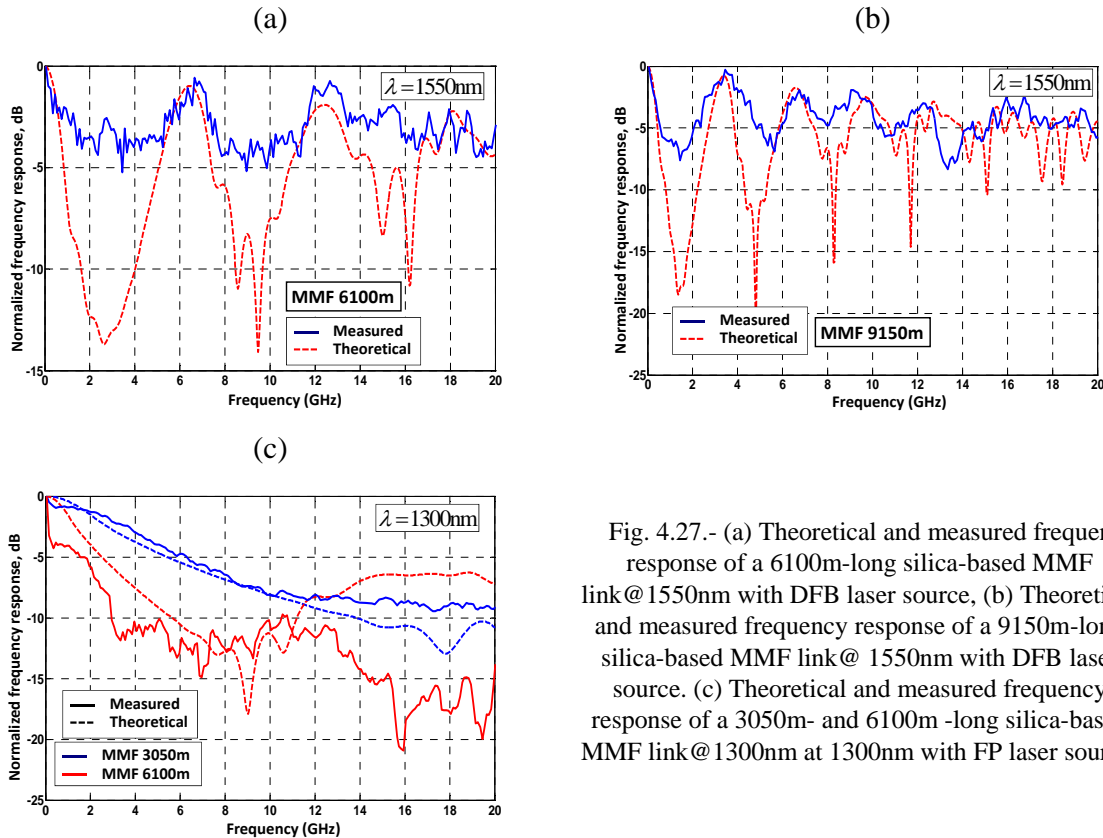 (a)
0
-5
-10
-15
Normalized frequency response, dB
λ=1550nm
MMF 6100m
Measured
Theoretical
0 2 4 6 8 10 12 14 16 18 20
Frequency (GHz)
(b)
0
-5
-10
-15
-20
-25
Normalized frequency response, dB
λ=1550nm
Measured
Theoretical
MMF 9150m
0 2 4 6 8 10 12 14 16 18 20
Frequency (GHz)
(c)
0
-5
-10
-15
-20
-25
Normalized frequency response, dB
λ=1300nm
Measured
Theoretical
MMF 3050m
MMF 6100m
0 2 4 6 8 10 12 14 16 18 20
Frequency (GHz)
Fig. 4.27.- (a) Theoretical and measured frequen
response of a 6100m-long silica-based MMF
link@1550nm with DFB laser source, (b) Theoreti
and measured frequency response of a 9150m-lon
silica-based MMF link@ 1550nm with DFB lase
source. (c) Theoretical and measured frequency
response of a 3050m- and 6100m -long silica-bas
MMF link@1300nm at 1300nm with FP laser sour